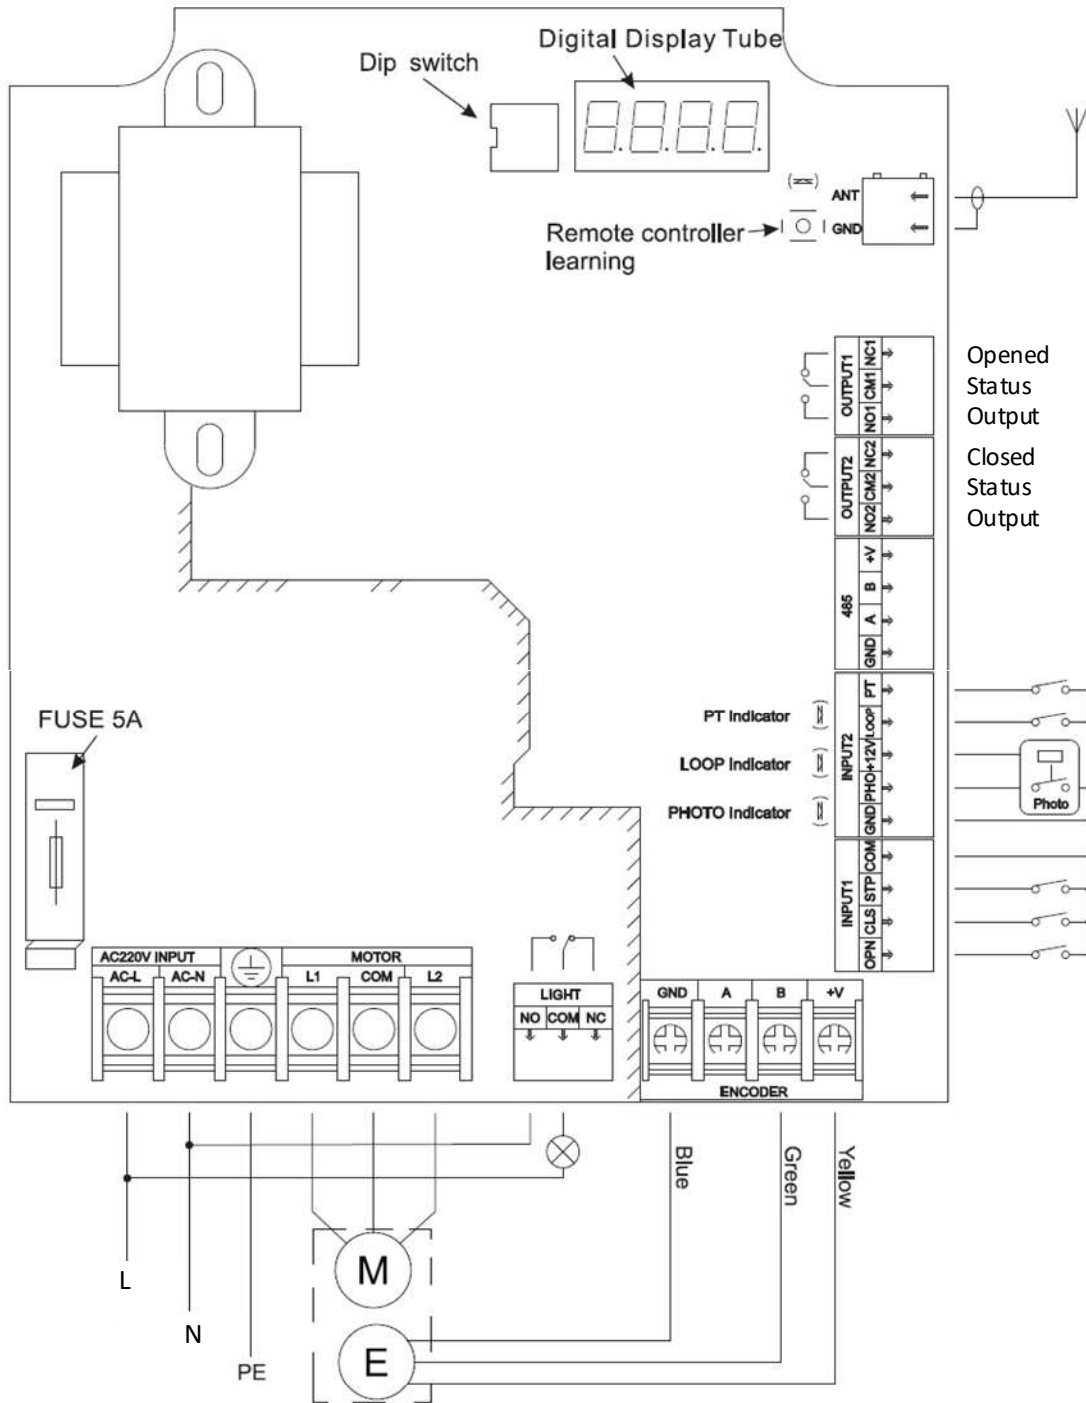 Digital Display Tube
Dip switch
ANT
GND
Remote controller
learning
OUTPUT1
NC1
CM1
NO1
Opened
Status
Output
OUTPUT2
NC2
CM2
NO2
Closed
Status
Output
485
+V
B
A
GND
FUSE 5A
PT Indicator
LOOP Indicator
PHOTO Indicator
INPUT2
PT
LOOP
+12V
PHO
GND
Photo
INPUT1
COM
STP
CLS
OPN
AC220V INPUT
MOTOR
AC-L
AC-N
L1
COM
L2
LIGHT
NO
COM
NC
GND
A
B
+V
ENCODER
Blue
Green
Yellow
M
E
L
N
PE